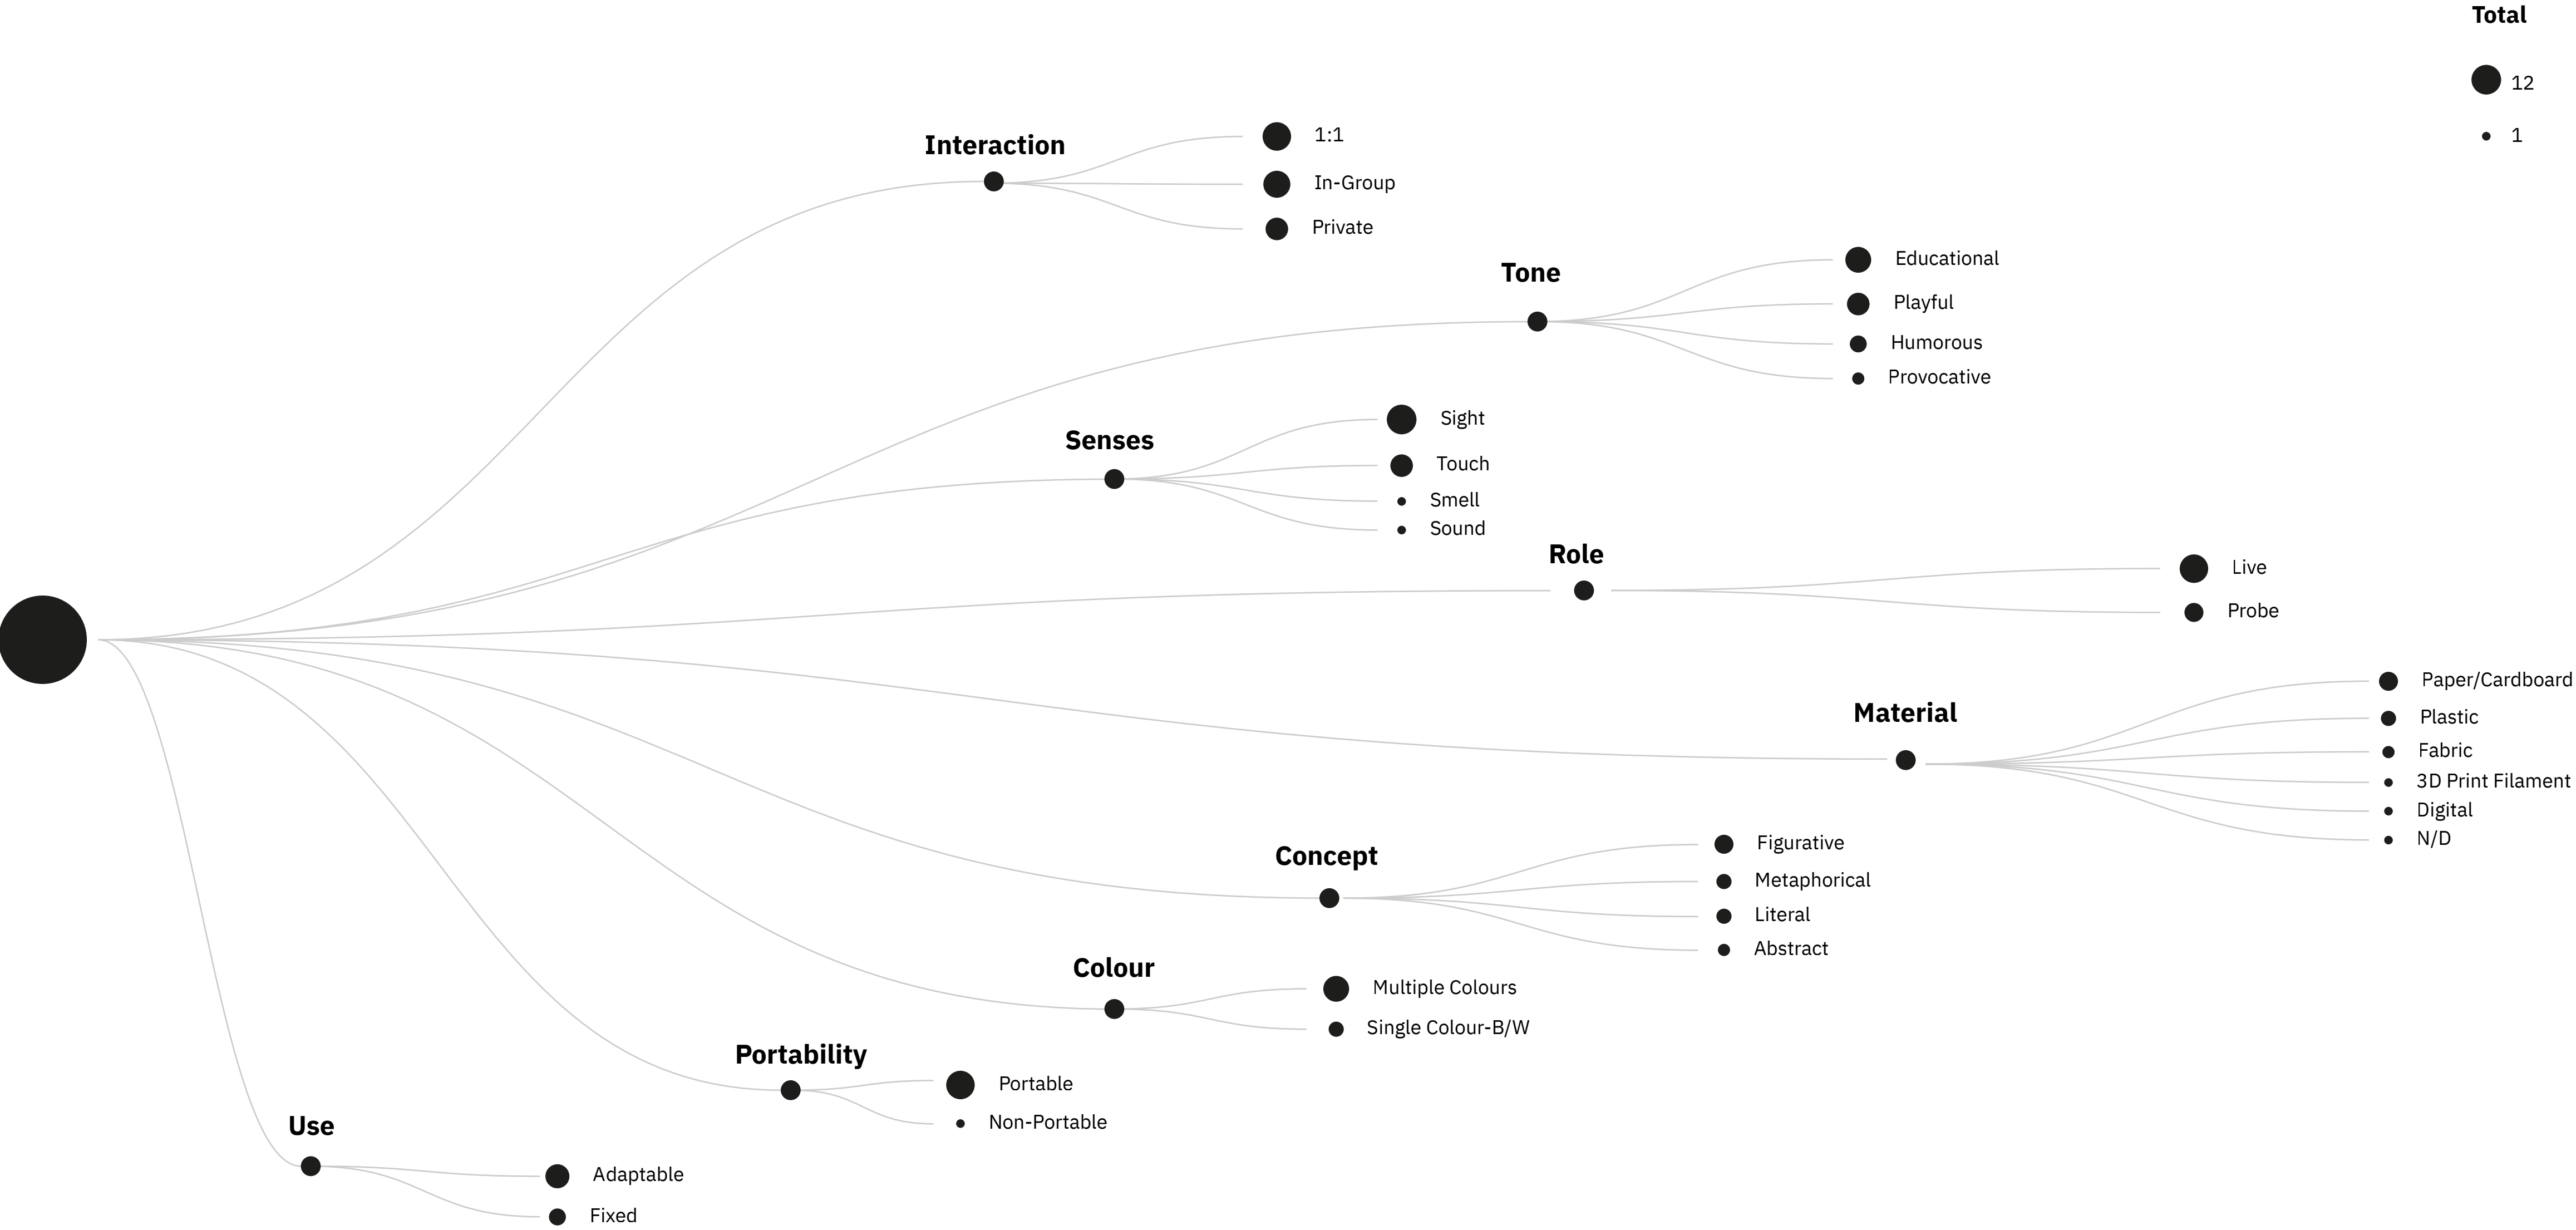 Total
12
1
Interaction
1:1
In-Group
Private
Tone
Educational
Playful
Humorous
Provocative
Senses
Sight
Touch
Smell
Sound
Role
Live
Probe
Material
Paper/Cardboard
Plastic
Fabric
3D Print Filament
Digital
N/D
Concept
Figurative
Metaphorical
Literal
Abstract
Colour
Multiple Colours
Single Colour-B/W
Portability
Portable
Non-Portable
Use
Adaptable
Fixed